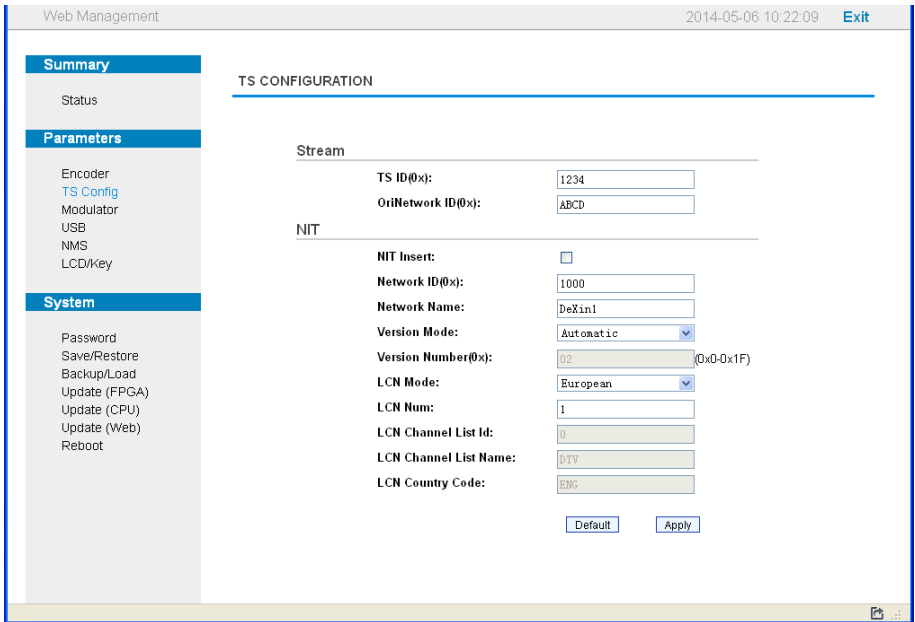 Web Management 2014-05-06 10:22:09 Exit
Summary
Status
Parameters
Encoder
TS Config
Modulator
USB
NMS
LCD/Key
System
Password
Save/Restore
Backup/Load
Update (FPGA)
Update (CPU)
Update (Web)
Reboot
TS CONFIGURATION
Stream
TS ID(0x): 1234
OriNetwork ID(0x): ABCD
NIT
NIT Insert:
Network ID(0x): 1000
Network Name: DeXin1
Version Mode: Automatic
Version Number(0x): 02 (0x0-0x1F)
LCN Mode: European
LCN Num: 1
LCN Channel List Id: 0
LCN Channel List Name: DTV
LCN Country Code: ENG
Default Apply